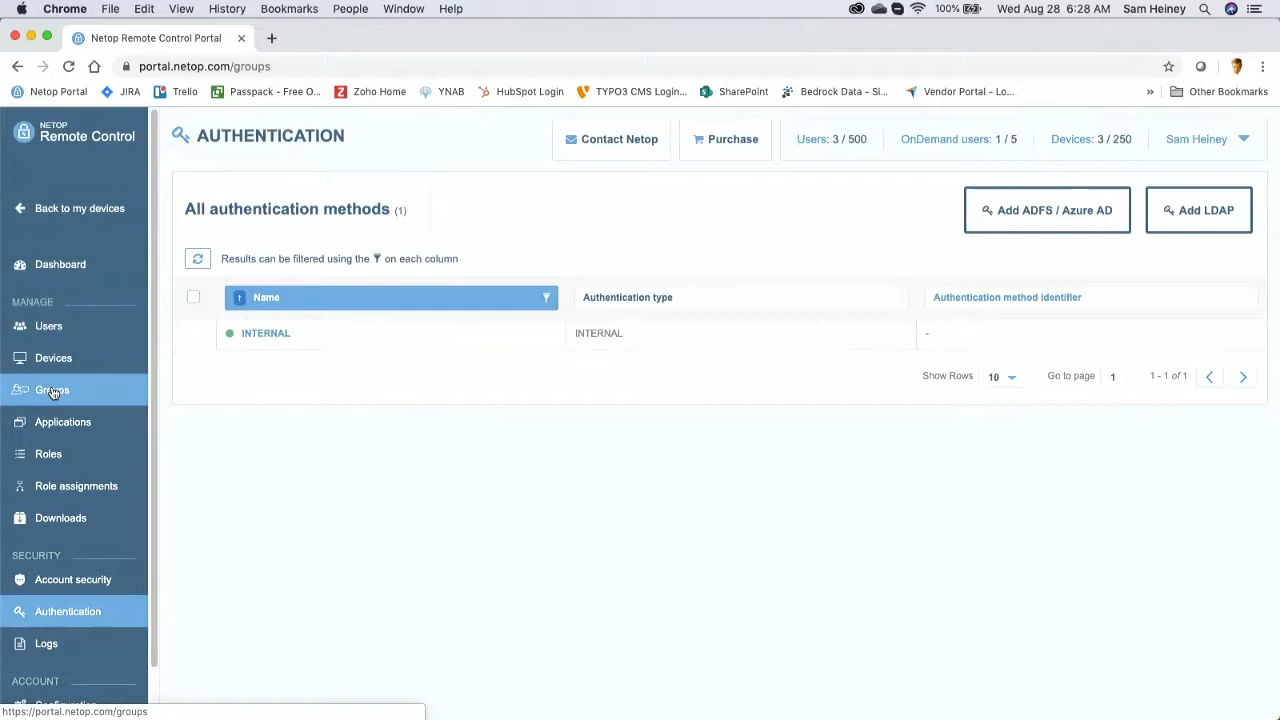 Chrome File Edit View History Bookmarks People Window Help 100% Wed Aug 28 6:28 AM Sam Heiney
Netop Remote Control Portal
portal.netop.com/groups
Netop Portal JIRA Trello Passpack - Free O... Zoho Home YNAB HubSpot Login TYPO3 CMS Login... SharePoint Bedrock Data - Si... Vendor Portal - Lo... » Other Bookmarks
NETOP
Remote Control
AUTHENTICATION
Contact Netop
Purchase
Users: 3 / 500
OnDemand users: 1 / 5
Devices: 3 / 250
Sam Heiney
Back to my devices
Dashboard
MANAGE
Users
Devices
Groups
Applications
Roles
Role assignments
Downloads
SECURITY
Account security
Authentication
Logs
ACCOUNT
All authentication methods (1)
Add ADFS / Azure AD
Add LDAP
Results can be filtered using the on each column
Name Authentication type Authentication method identifier
INTERNAL INTERNAL -
Show Rows 10 Go to page 1 1 - 1 of 1
https://portal.netop.com/groups